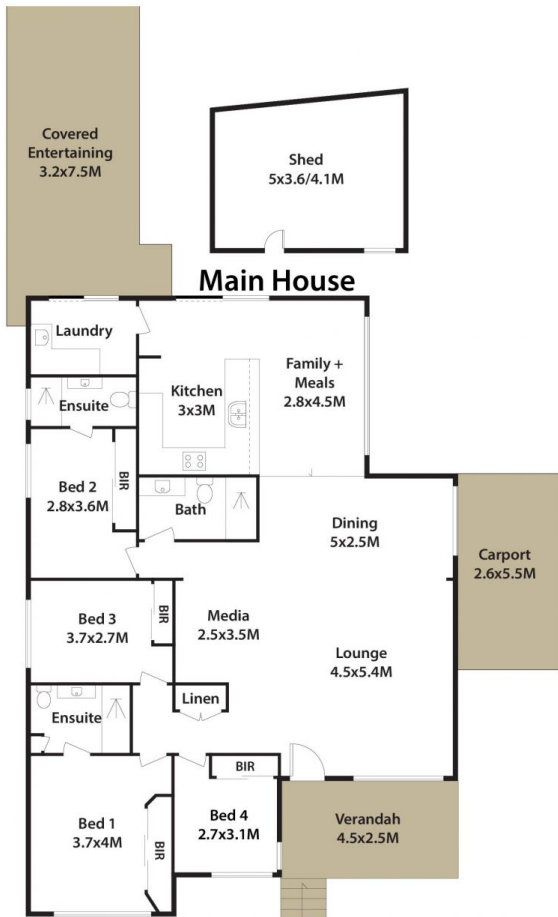 Covered
Entertaining
3.2x7.5M
Shed
5x3.6/4.1M
Main House
Laundry
Family +
Meals
2.8x4.5M
Kitchen
3x3M
Ensuite
Bed 2
2.8x3.6M
BIR
Bath
Dining
5x2.5M
Carport
2.6x5.5M
Bed 3
3.7x2.7M
BIR
Media
2.5x3.5M
Lounge
4.5x5.4M
Linen
Ensuite
BIR
Bed 1
3.7x4M
BIR
Bed 4
2.7x3.1M
Verandah
4.5x2.5M